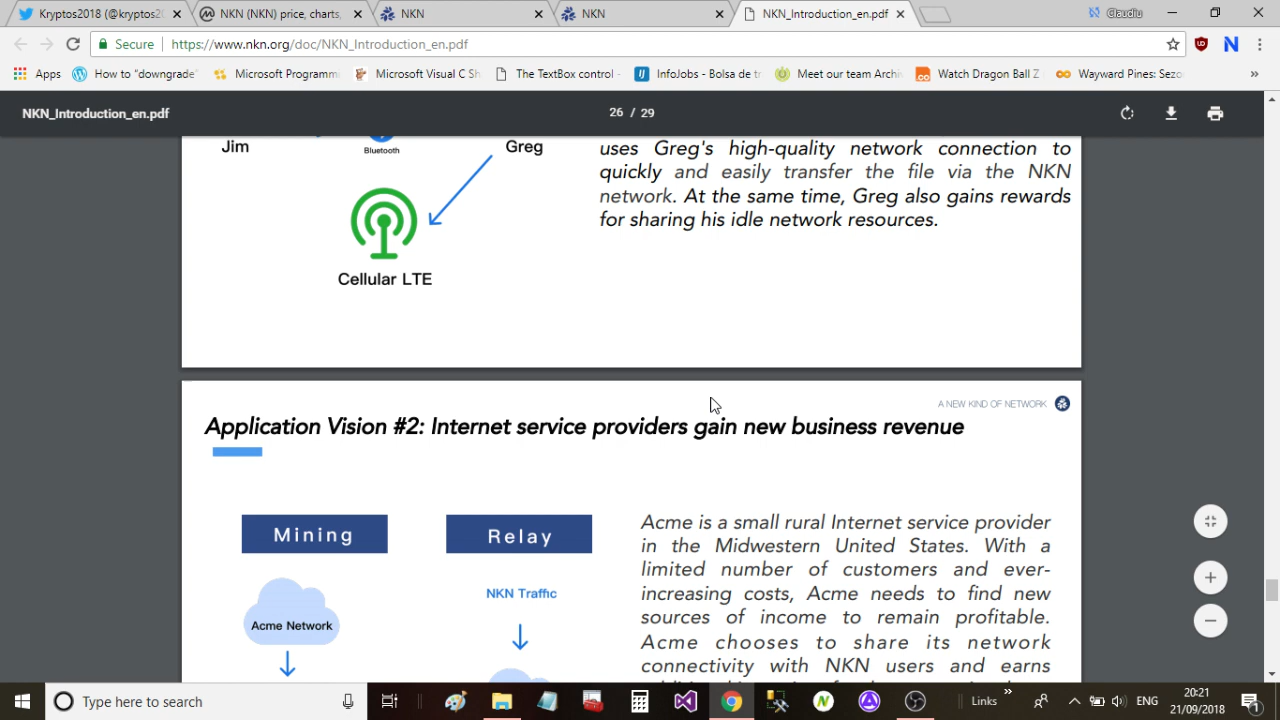 Kryptos2018 (@kryptos2
NKN (NKN) price, charts,
NKN
NKN
NKN_Introduction_en.pdf
Claudiu
Secure
https://www.nkn.org/doc/NKN_Introduction_en.pdf
Apps
How to "downgrade"
Microsoft Programm
Microsoft Visual C Sh
The TextBox control -
InfoJobs - Bolsa de tr
Meet our team Archi
Watch Dragon Ball Z
Wayward Pines: Sezo
»
NKN_Introduction_en.pdf
26 / 29
Jim
Bluetooth
Greg
Cellular LTE
uses Greg's high-quality network connection to
quickly and easily transfer the file via the NKN
network. At the same time, Greg also gains rewards
for sharing his idle network resources.
A NEW KIND OF NETWORK
Application Vision #2: Internet service providers gain new business revenue
Mining
Relay
NKN Traffic
Acme Network
Acme is a small rural Internet service provider
in the Midwestern United States. With a
limited number of customers and ever-
increasing costs, Acme needs to find new
sources of income to remain profitable.
Acme chooses to share its network
connectivity with NKN users and earns
Type here to search
Links
»
ENG
20:21
21/09/2018